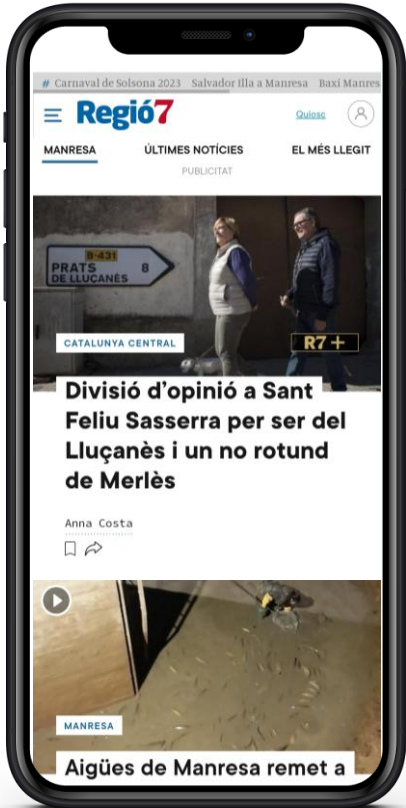 # Carnaval de Solsona 2023 Salvador Illa a Manresa Baxi Manres
Regió7
Quiosc
MANRESA ÚLTIMES NOTÍCIES EL MÉS LLEGIT
PUBLICITAT
B-431
PRATS
DE LLUÇANÈS 8
CATALUNYA CENTRAL
R7+
Divisió d'opinió a Sant
Feliu Sasserra per ser del
Lluçanès i un no rotund
de Merlès
Anna Costa
MANRESA
Aigües de Manresa remet a